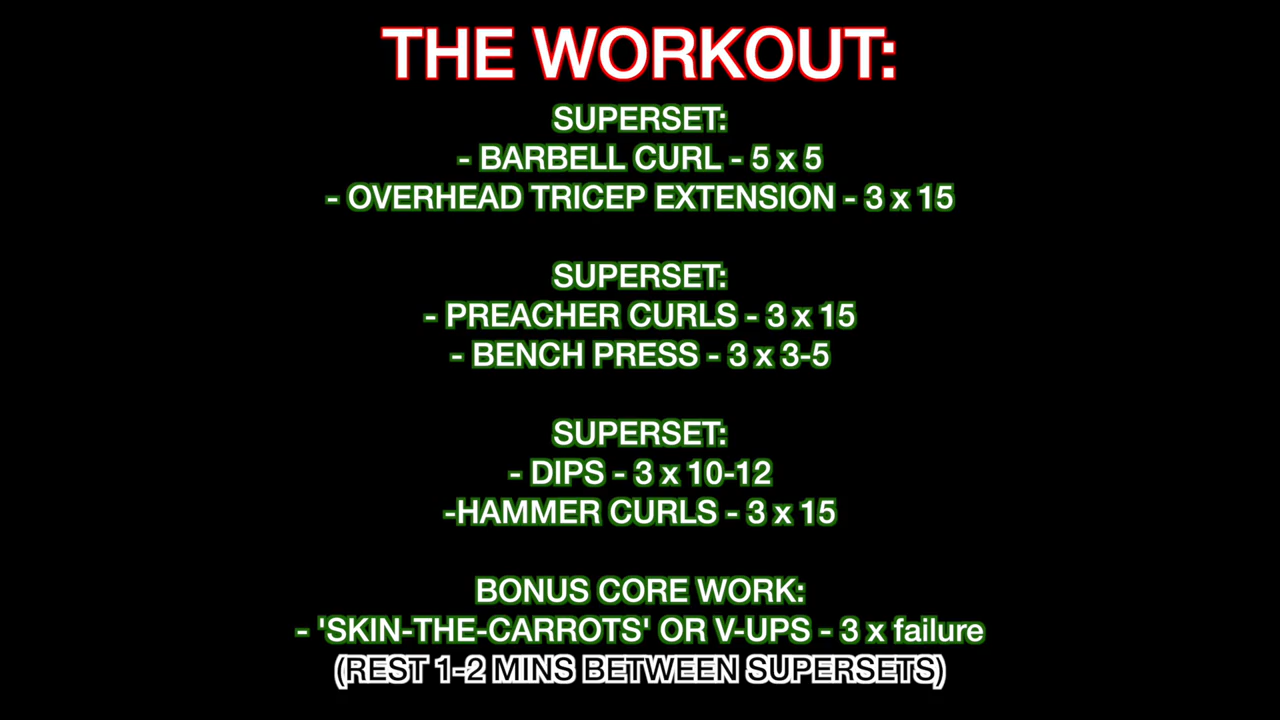 THE WORKOUT:
SUPERSET:
- BARBELL CURL - 5 x 5
- OVERHEAD TRICEP EXTENSION - 3 x 15
SUPERSET:
- PREACHER CURLS - 3 x 15
- BENCH PRESS - 3 x 3-5
SUPERSET:
- DIPS - 3 x 10-12
-HAMMER CURLS - 3 x 15
BONUS CORE WORK:
- 'SKIN-THE-CARROTS' OR V-UPS - 3 x failure
(REST 1-2 MINS BETWEEN SUPERSETS)